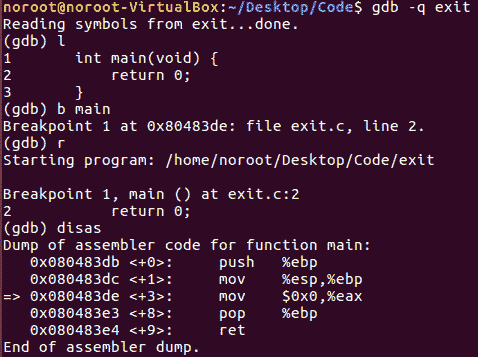 noroot@noroot-VirtualBox:~/Desktop/Code$ gdb -q exit
Reading symbols from exit...done.
(gdb) l
1       int main(void) {
2           return 0;
3       }
(gdb) b main
Breakpoint 1 at 0x80483de: file exit.c, line 2.
(gdb) r
Starting program: /home/noroot/Desktop/Code/exit

Breakpoint 1, main () at exit.c:2
2           return 0;
(gdb) disas
Dump of assembler code for function main:
   0x080483db <+0>:     push   %ebp
   0x080483dc <+1>:     mov    %esp,%ebp
=> 0x080483de <+3>:     mov    $0x0,%eax
   0x080483e3 <+8>:     pop    %ebp
   0x080483e4 <+9>:     ret
End of assembler dump.